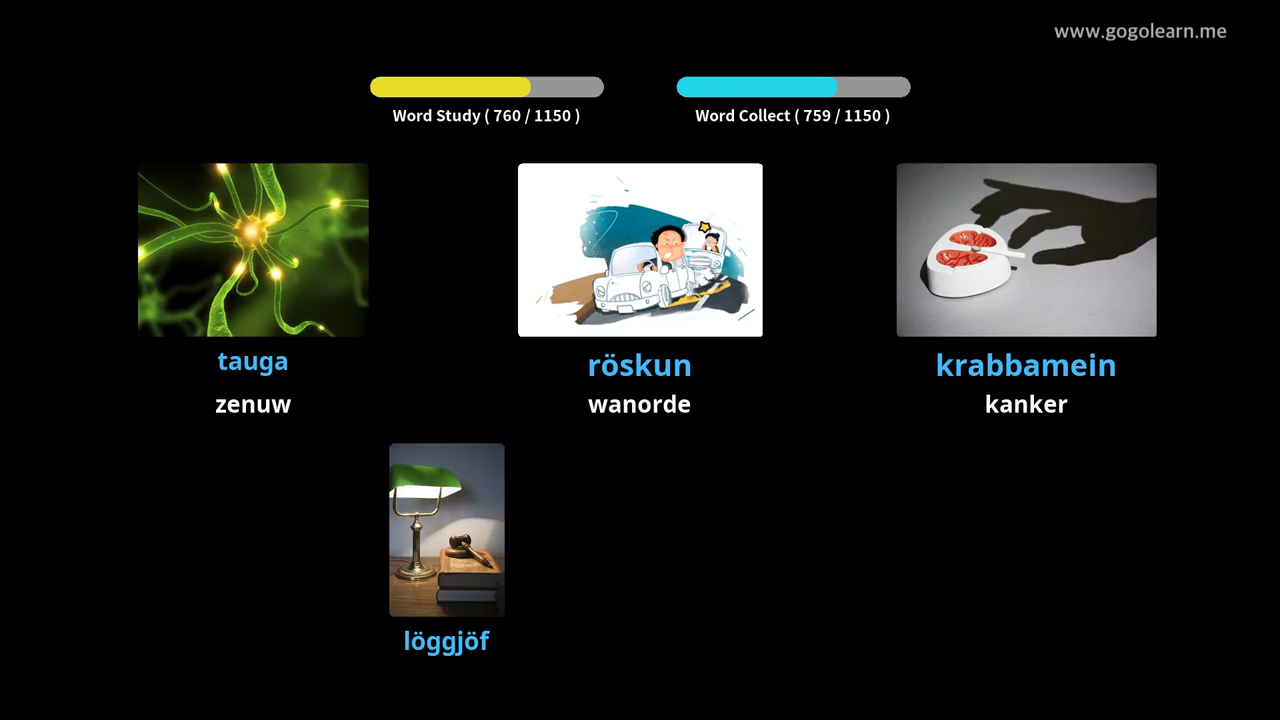 www.gogolearn.me
Word Study ( 760 / 1150 )
Word Collect ( 759 / 1150 )
tauga
röskun
krabbamein
zenuw
wanorde
kanker
löggjöf